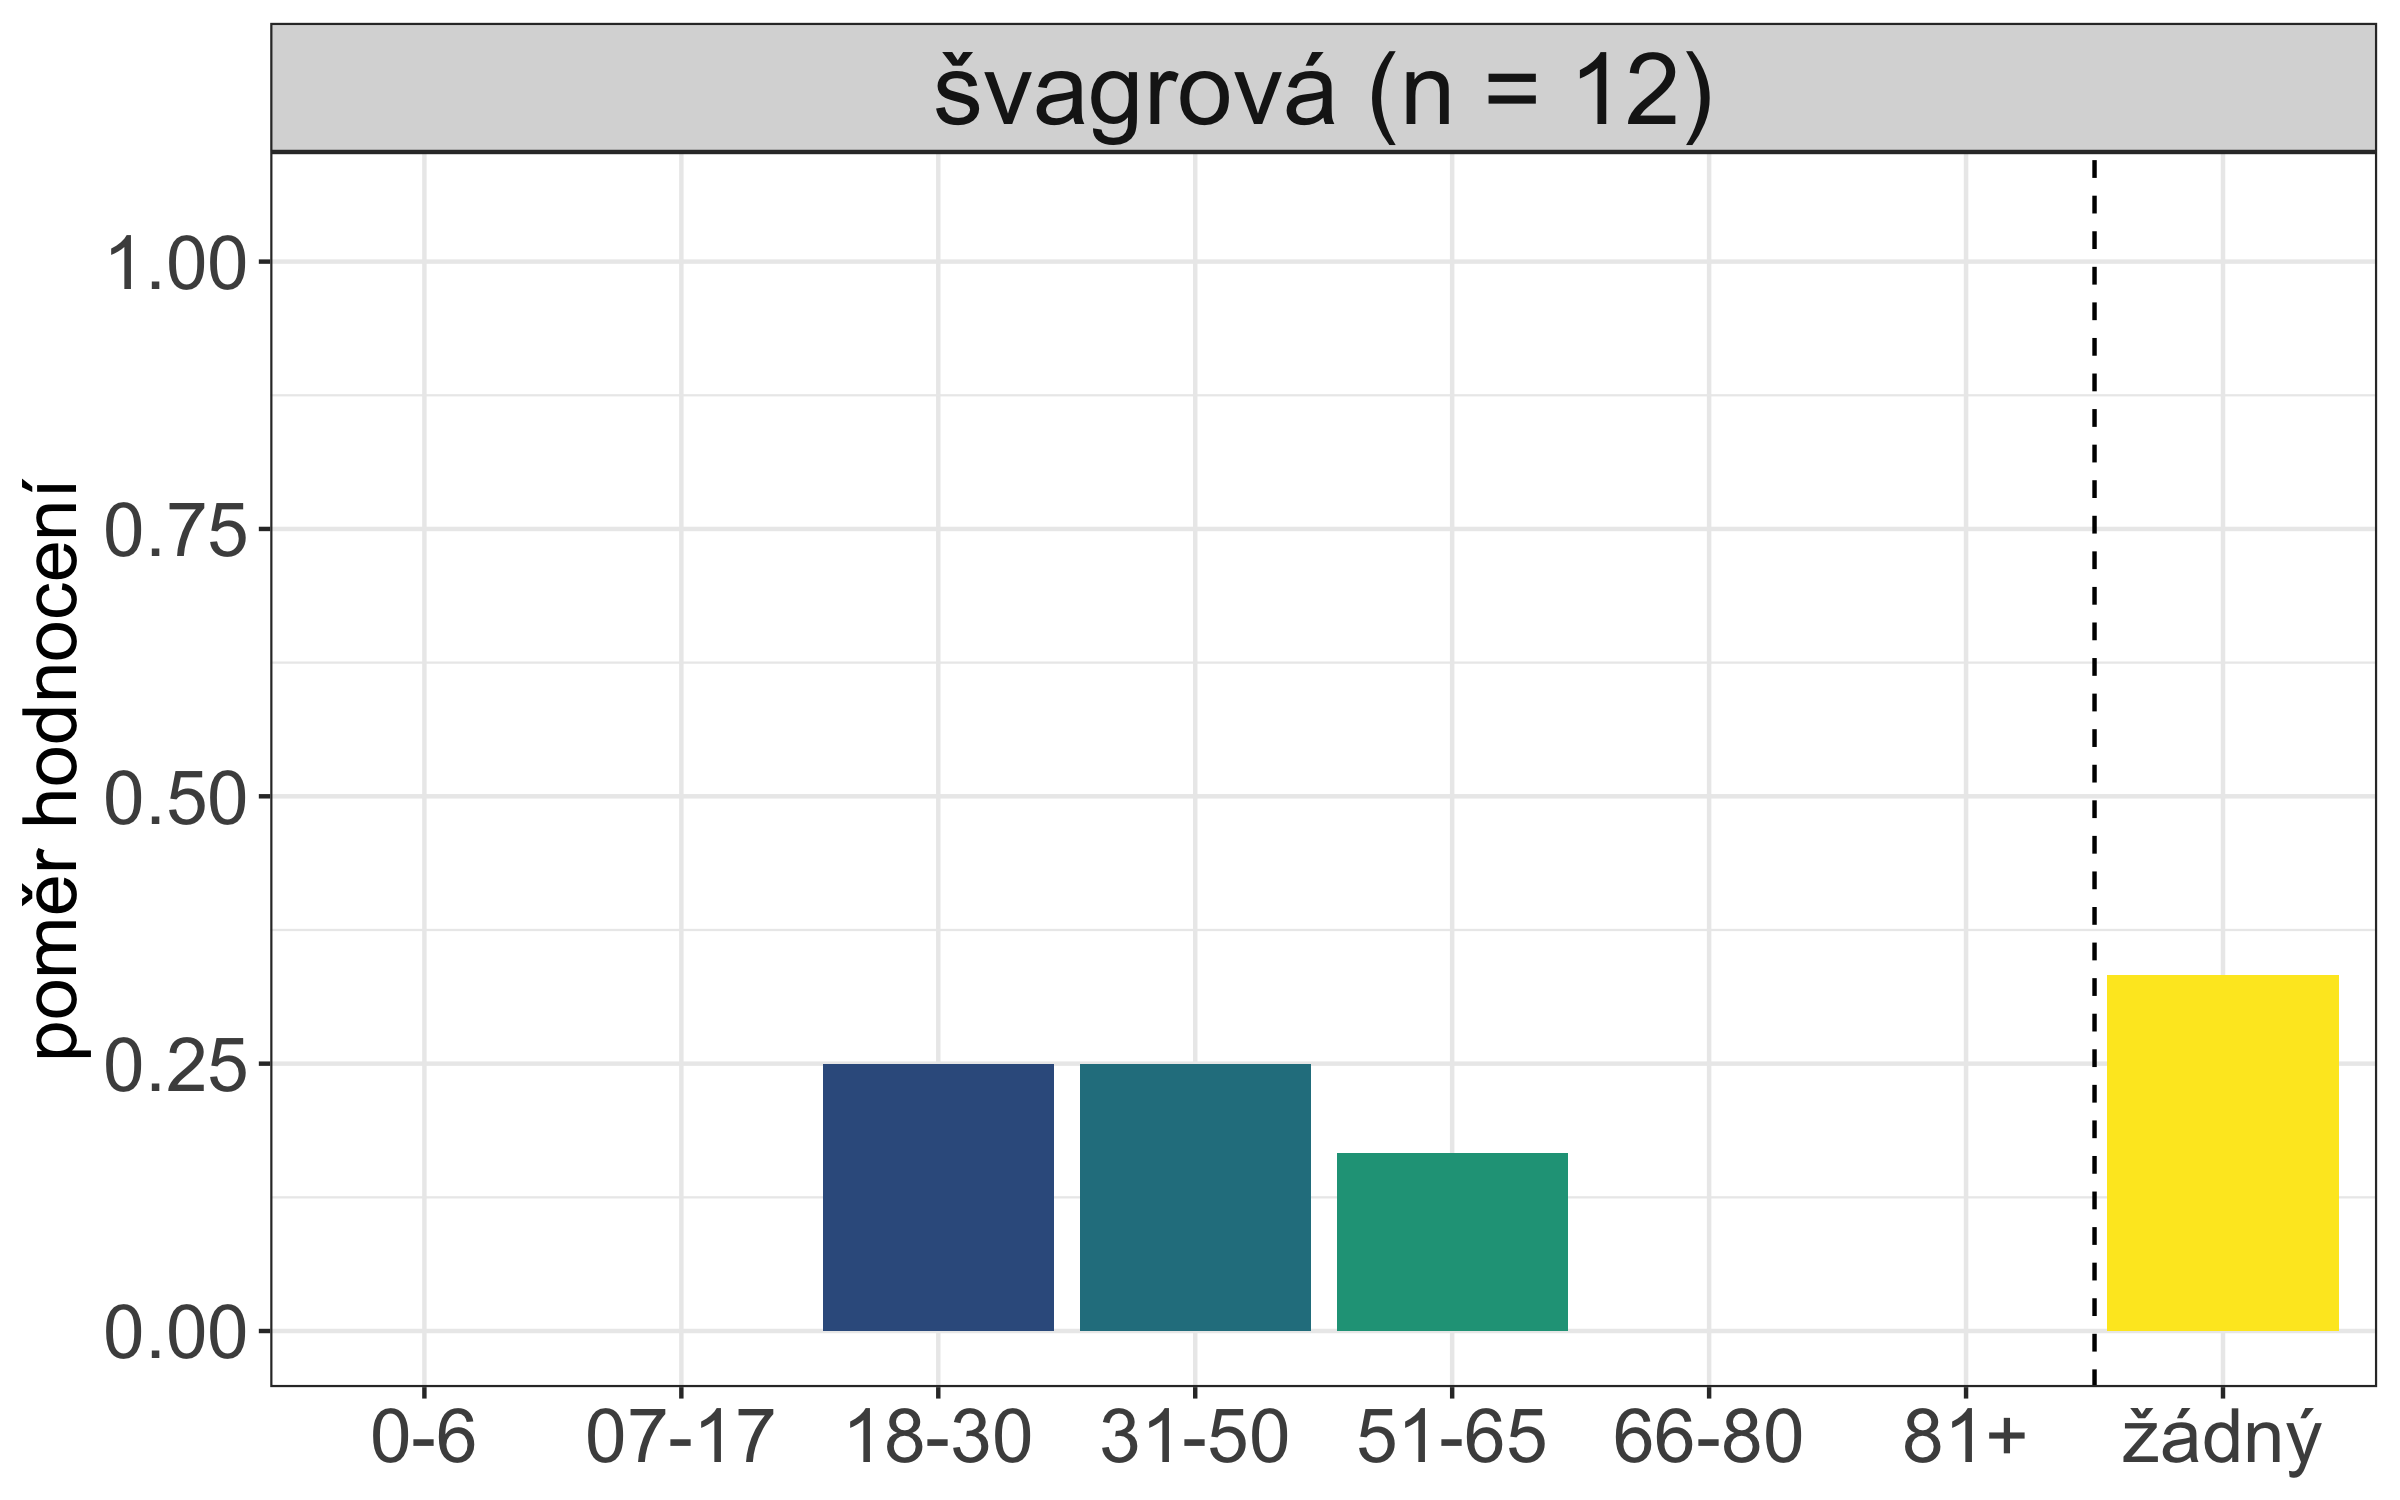 švagrová (n = 12)
poměr hodnocení
1.00
0.75
0.50
0.25
0.00
0-6 07-17 18-30 31-50 51-65 66-80 81+ žádný